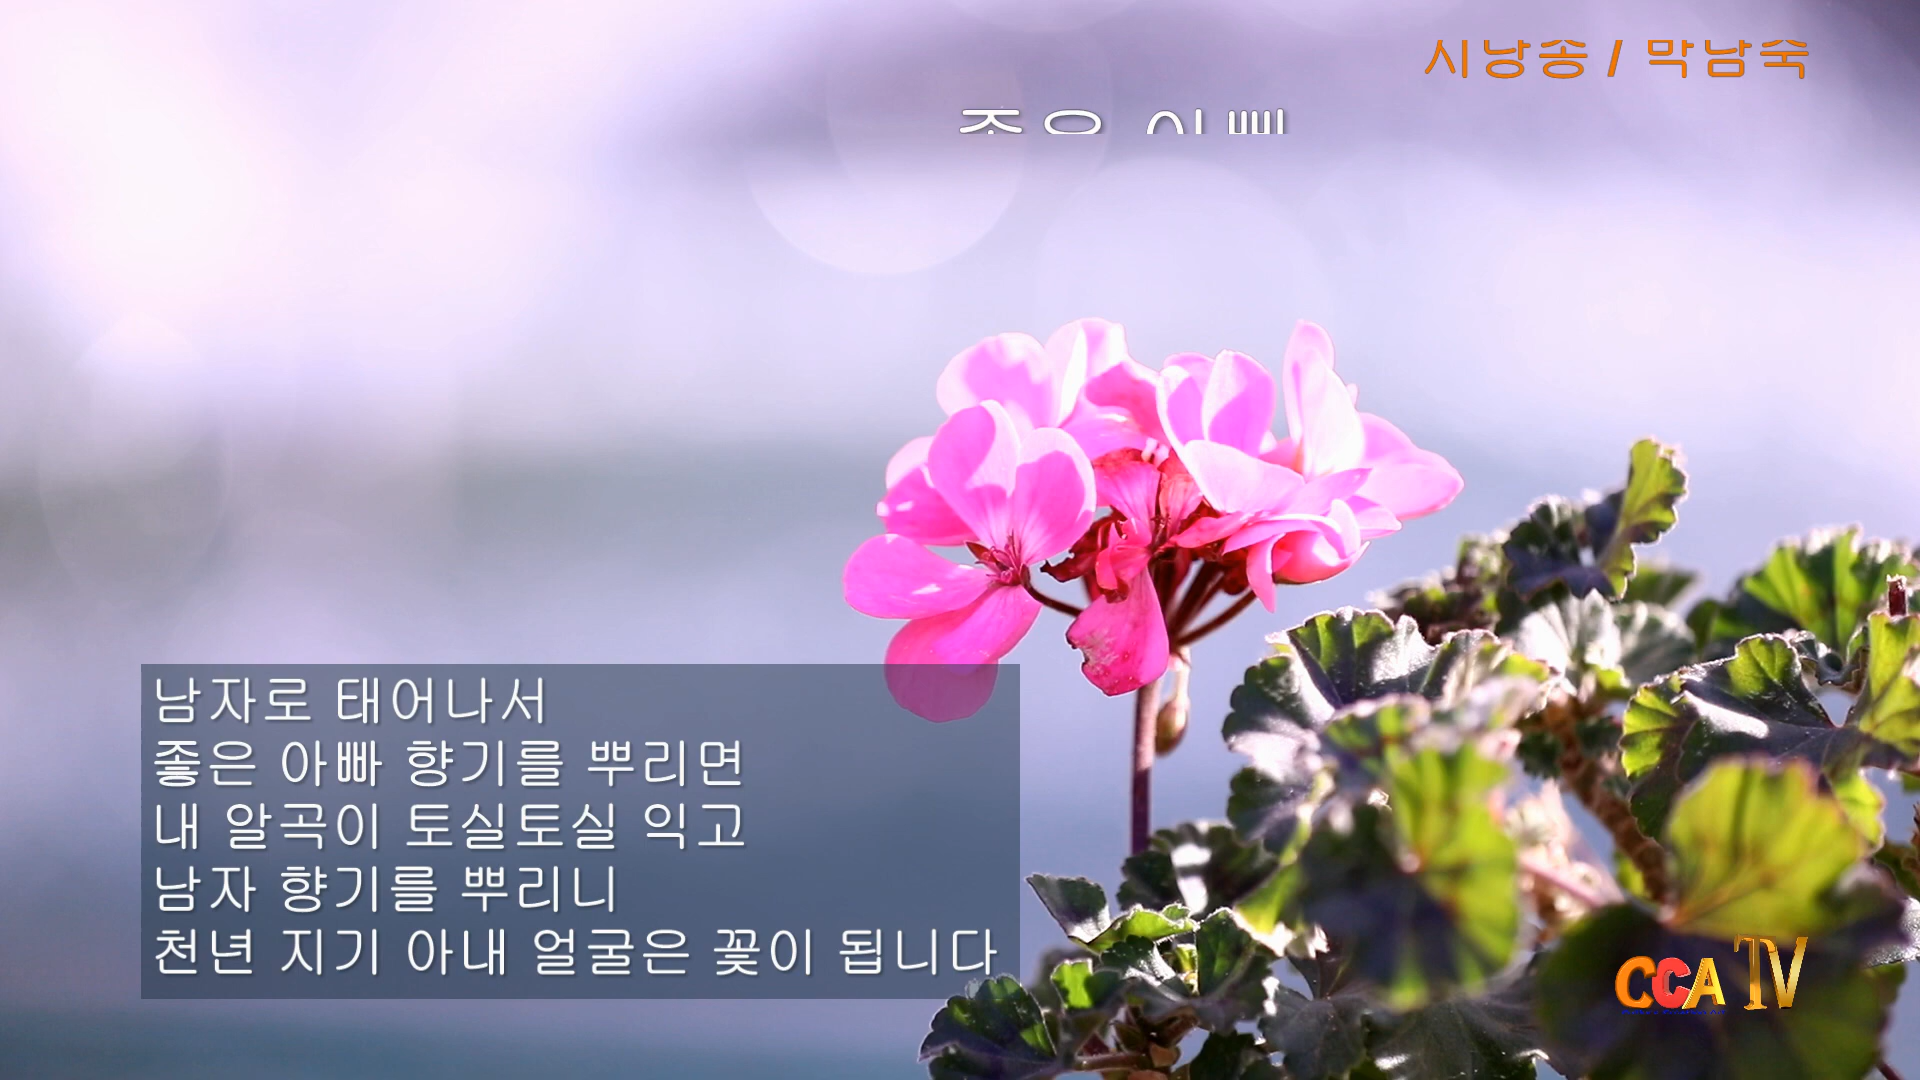 시낭송 / 막남숙
남자로 태어나서
좋은 아빠 향기를 뿌리면
내 알곡이 토실토실 익고
남자 향기를 뿌리니
천년 지기 아내 얼굴은 꽃이 됩니다
CCA TV